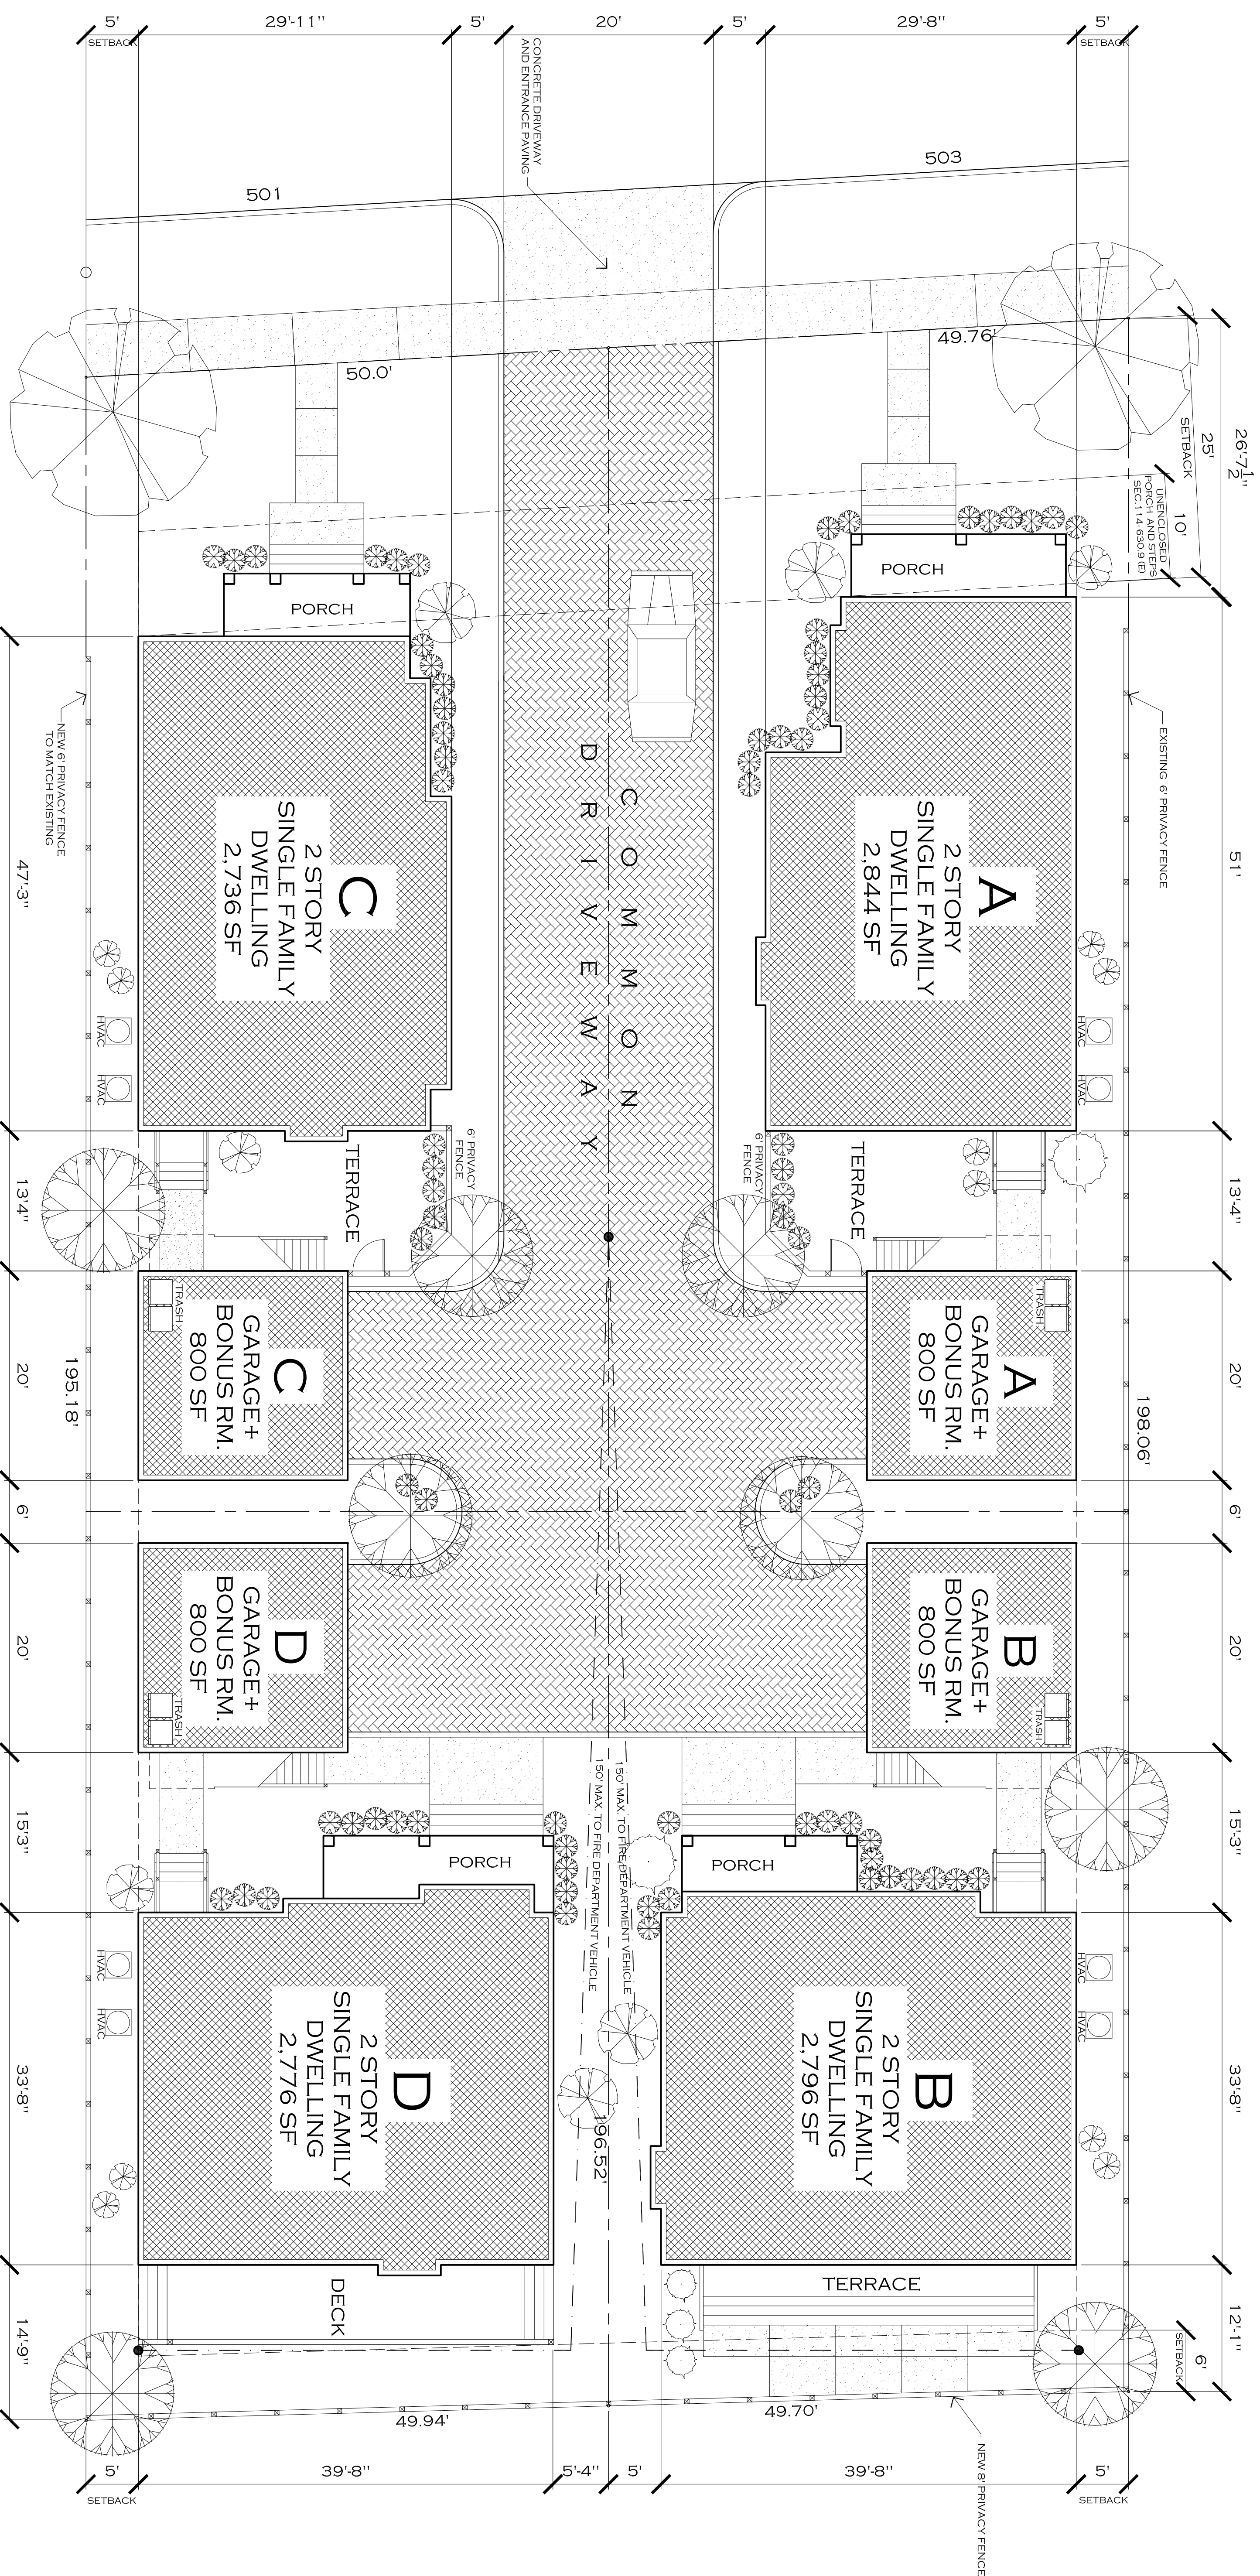 5'
29'-11"
5'
20'
5'
29'-8"
5'
SETBACK
SETBACK
CONCRETE DRIVEWAY
AND ENTRANCE PAVING
501
503
50.0'
49.76'
26'-7 1/2"
25'
SETBACK
10'
UNENCLOSED
PORCH AND STEPS
SEC.114-630.9 (E)
PORCH
PORCH
NEW 6' PRIVACY FENCE
TO MATCH EXISTING
EXISTING 6' PRIVACY FENCE
C
2 STORY
SINGLE FAMILY
DWELLING
2,736 SF
COMMON
DRIVEWAY
A
2 STORY
SINGLE FAMILY
DWELLING
2,844 SF
47'-3"
51'
HVAC
HVAC
HVAC
HVAC
TERRACE
6' PRIVACY
FENCE
6' PRIVACY
FENCE
TERRACE
13'4"
13'-4"
TRASH
C
GARAGE+
BONUS RM.
800 SF
TRASH
A
GARAGE+
BONUS RM.
800 SF
20'
20'
195.18'
198.06'
6'
6'
D
GARAGE+
BONUS RM.
800 SF
TRASH
B
GARAGE+
BONUS RM.
800 SF
TRASH
20'
20'
15'3"
15'-3"
150' MAX. TO FIRE DEPARTMENT VEHICLE
150' MAX. TO FIRE DEPARTMENT VEHICLE
PORCH
PORCH
HVAC
HVAC
HVAC
HVAC
D
2 STORY
SINGLE FAMILY
DWELLING
2,776 SF
B
2 STORY
SINGLE FAMILY
DWELLING
2,796 SF
33'-8"
33'-8"
196.52'
DECK
TERRACE
14'9"
12'-1"
6'
SETBACK
49.94'
49.70'
NEW 8' PRIVACY FENCE
5'
39'-8"
5'-4"
5'
39'-8"
5'
SETBACK
SETBACK